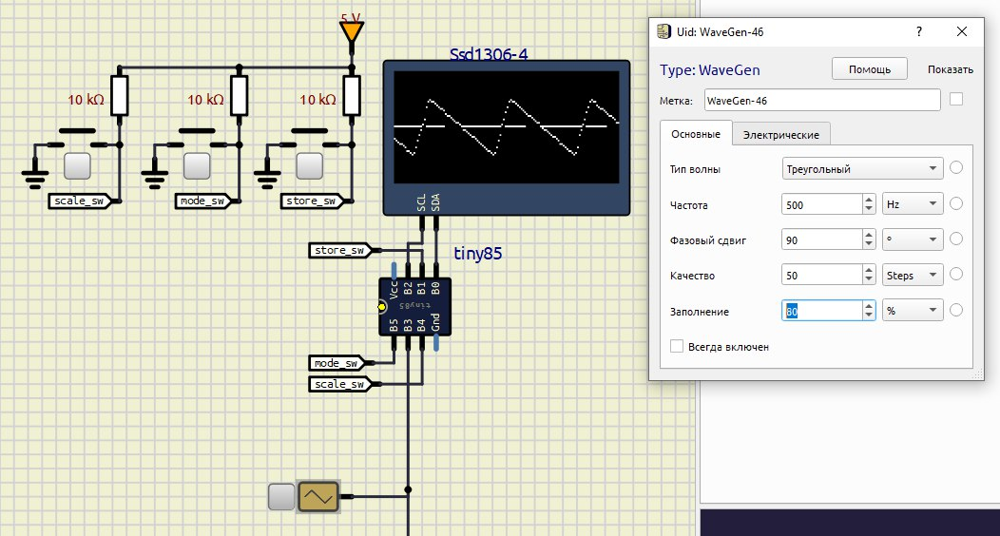 5 V
Ssd1306-4
10 kΩ
10 kΩ
10 kΩ
scale_sw
mode_sw
store_sw
SCL
SDA
store_sw
tiny85
Vcc
B2
B1
B0
tiny85
B5
B3
B4
Gnd
mode_sw
scale_sw
Uid: WaveGen-46
?
Type: WaveGen
Помощь
Показать
Метка:
WaveGen-46
Основные
Электрические
Тип волны
Треугольный
Частота
500
Hz
Фазовый сдвиг
90
°
Качество
50
Steps
Заполнение
80
%
Всегда включен